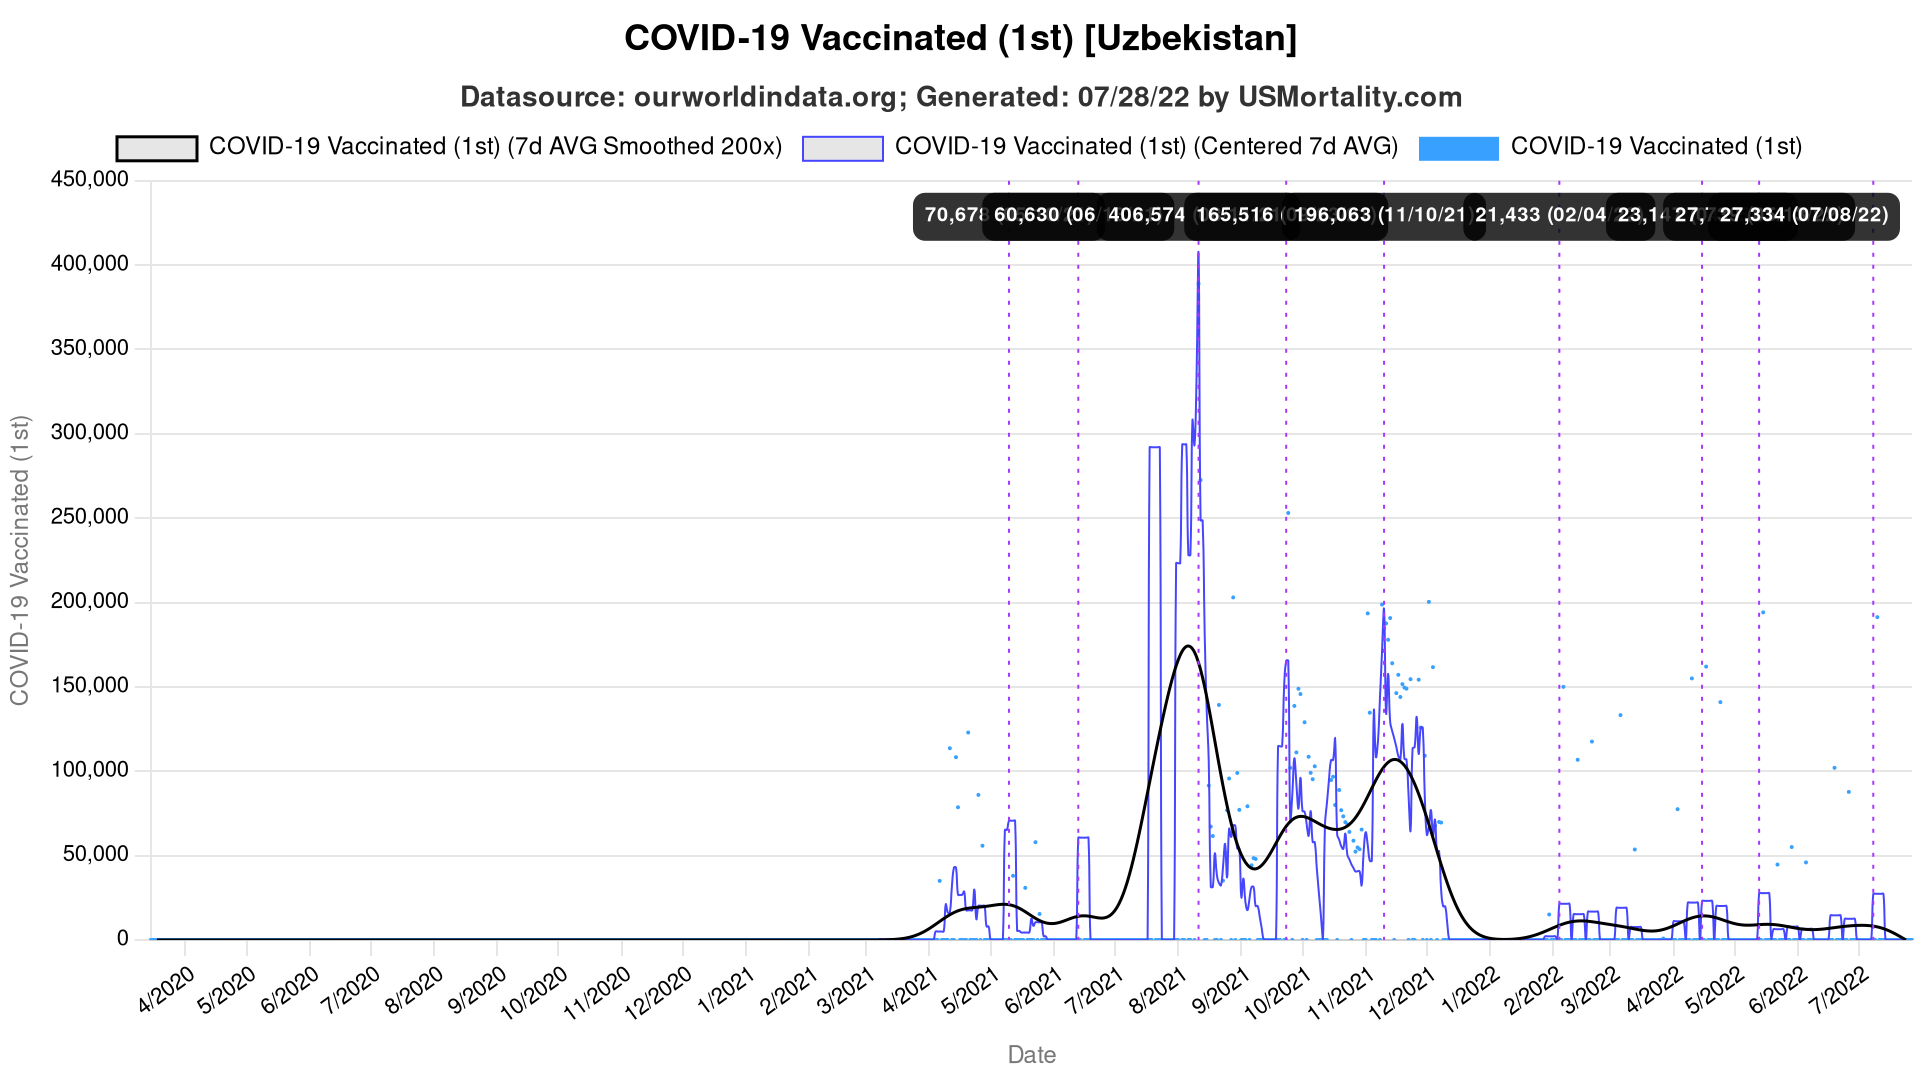 COVID-19 Vaccinated (1st) [Uzbekistan]
Datasource: ourworldindata.org; Generated: 07/28/22 by USMortality.com
COVID-19 Vaccinated (1st) (7d AVG Smoothed 200x) COVID-19 Vaccinated (1st) (Centered 7d AVG) COVID-19 Vaccinated (1st)
70,678 60,630 (06/ 406,574 165,516 196,063 (11/10/21) 21,433 (02/04/ 23,14 27, 27,334 (07/08/22)
450,000
400,000
350,000
300,000
250,000
200,000
150,000
100,000
50,000
0
COVID-19 Vaccinated (1st)
4/2020 5/2020 6/2020 7/2020 8/2020 9/2020 10/2020 11/2020 12/2020 1/2021 2/2021 3/2021 4/2021 5/2021 6/2021 7/2021 8/2021 9/2021 10/2021 11/2021 12/2021 1/2022 2/2022 3/2022 4/2022 5/2022 6/2022 7/2022
Date